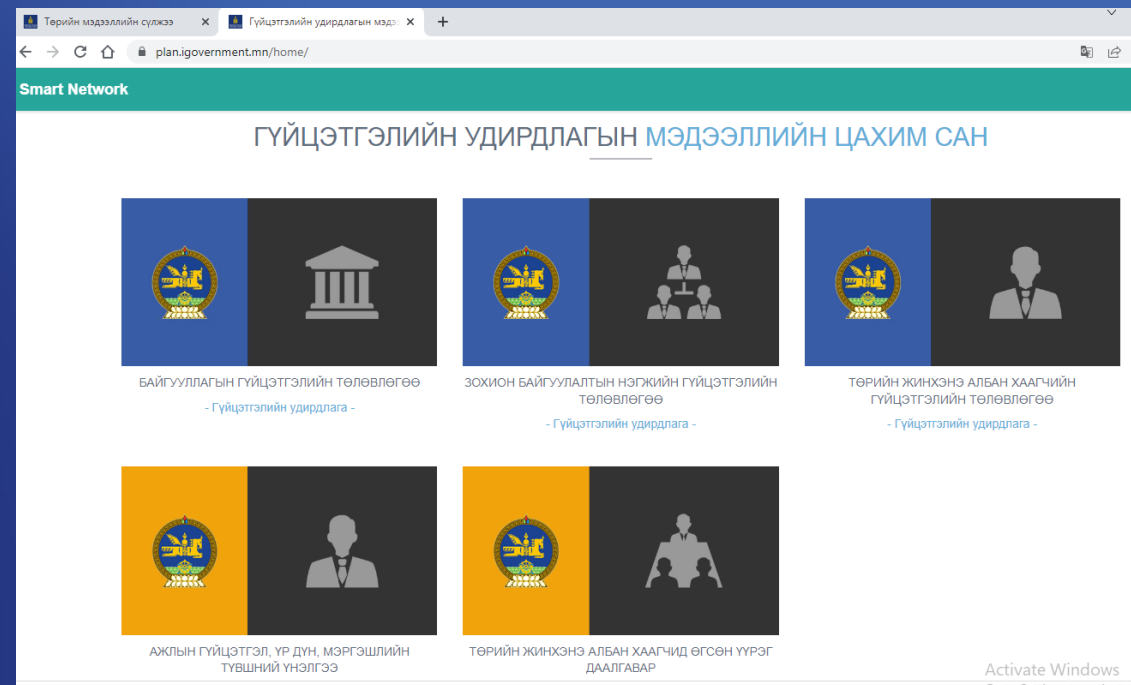 Төрийн мэдээллийн сүлжээ
Гүйцэтгэлийн удирдлагын мэдэ
plan.igovernment.mn/home/
Smart Network
ГҮЙЦЭТГЭЛИЙН УДИРДЛАГЫН МЭДЭЭЛЛИЙН ЦАХИМ САН
БАЙГУУЛЛАГЫН ГҮЙЦЭТГЭЛИЙН ТӨЛӨВЛӨГӨӨ
- Гүйцэтгэлийн удирдлага -
ЗОХИОН БАЙГУУЛАЛТЫН НЭГЖИЙН ГҮЙЦЭТГЭЛИЙН
ТӨЛӨВЛӨГӨӨ
- Гүйцэтгэлийн удирдлага -
ТӨРИЙН ЖИНХЭНЭ АЛБАН ХААГЧИЙН
ГҮЙЦЭТГЭЛИЙН ТӨЛӨВЛӨГӨӨ
- Гүйцэтгэлийн удирдлага -
АЖЛЫН ГҮЙЦЭТГЭЛ, ҮР ДҮН, МЭРГЭШЛИЙН
ТҮВШНИЙ ҮНЭЛГЭЭ
ТӨРИЙН ЖИНХЭНЭ АЛБАН ХААГЧИД ӨГСӨН ҮҮРЭГ
ДААЛГАВАР
Activate Windows